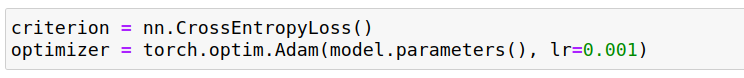 criterion = nn.CrossEntropyLoss()
optimizer = torch.optim.Adam(model.parameters(), lr=0.001)